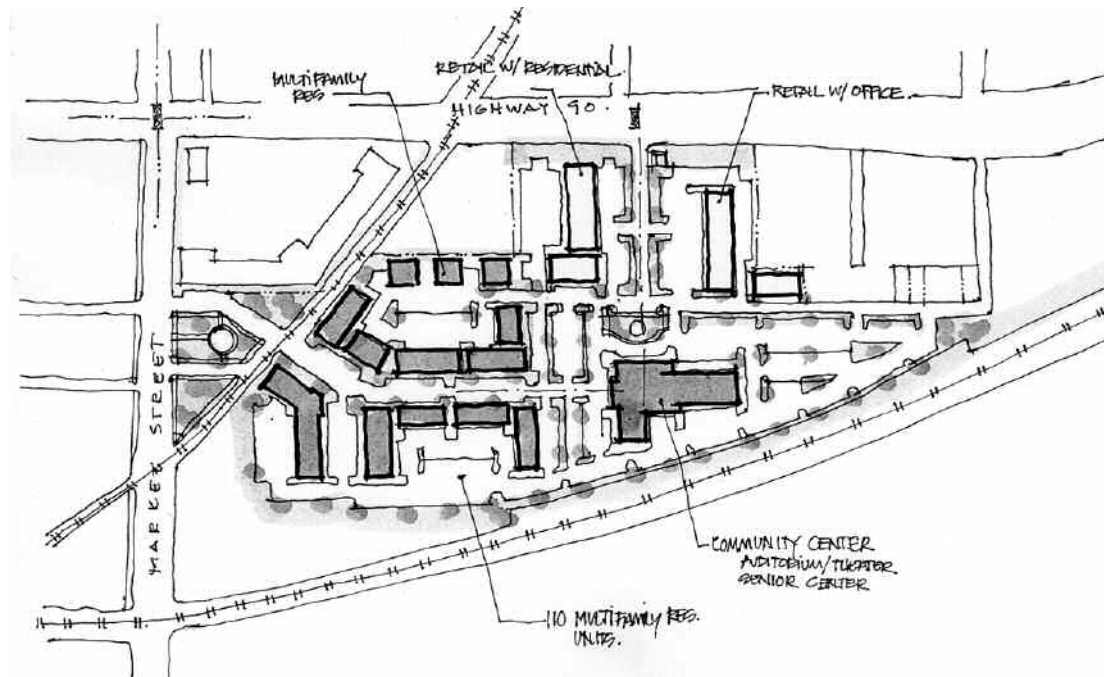 RETAIL W/ RESIDENTIAL
MULTIFAMILY
RES
RETAIL W/ OFFICE
HIGHWAY 90
MARKET STREET
COMMUNITY CENTER
AUDITORIUM/THEATER
SENIOR CENTER
110 MULTIFAMILY RES.
UNITS.